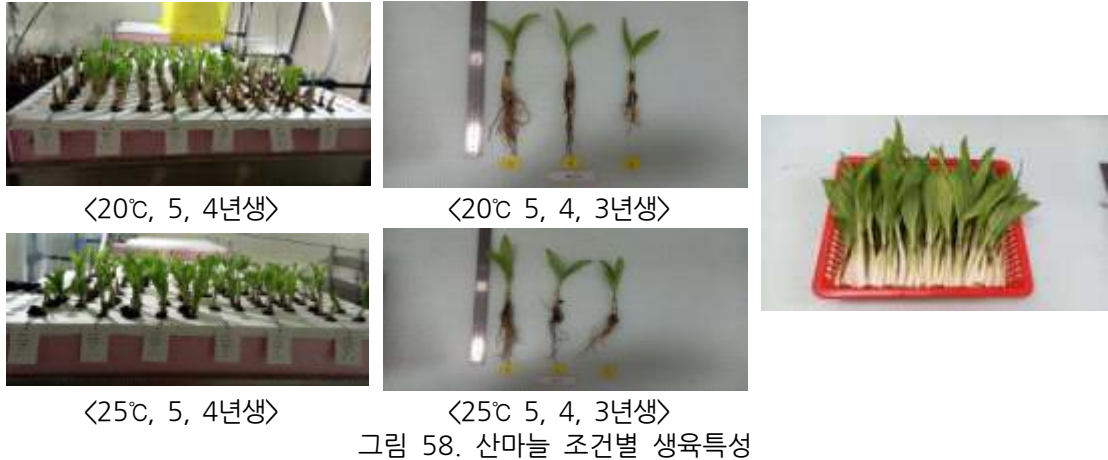 <20℃, 5, 4년생>
<20℃ 5, 4, 3년생>
<25℃, 5, 4년생>
<25℃ 5, 4, 3년생>
그림 58. 산마늘 조건별 생육특성